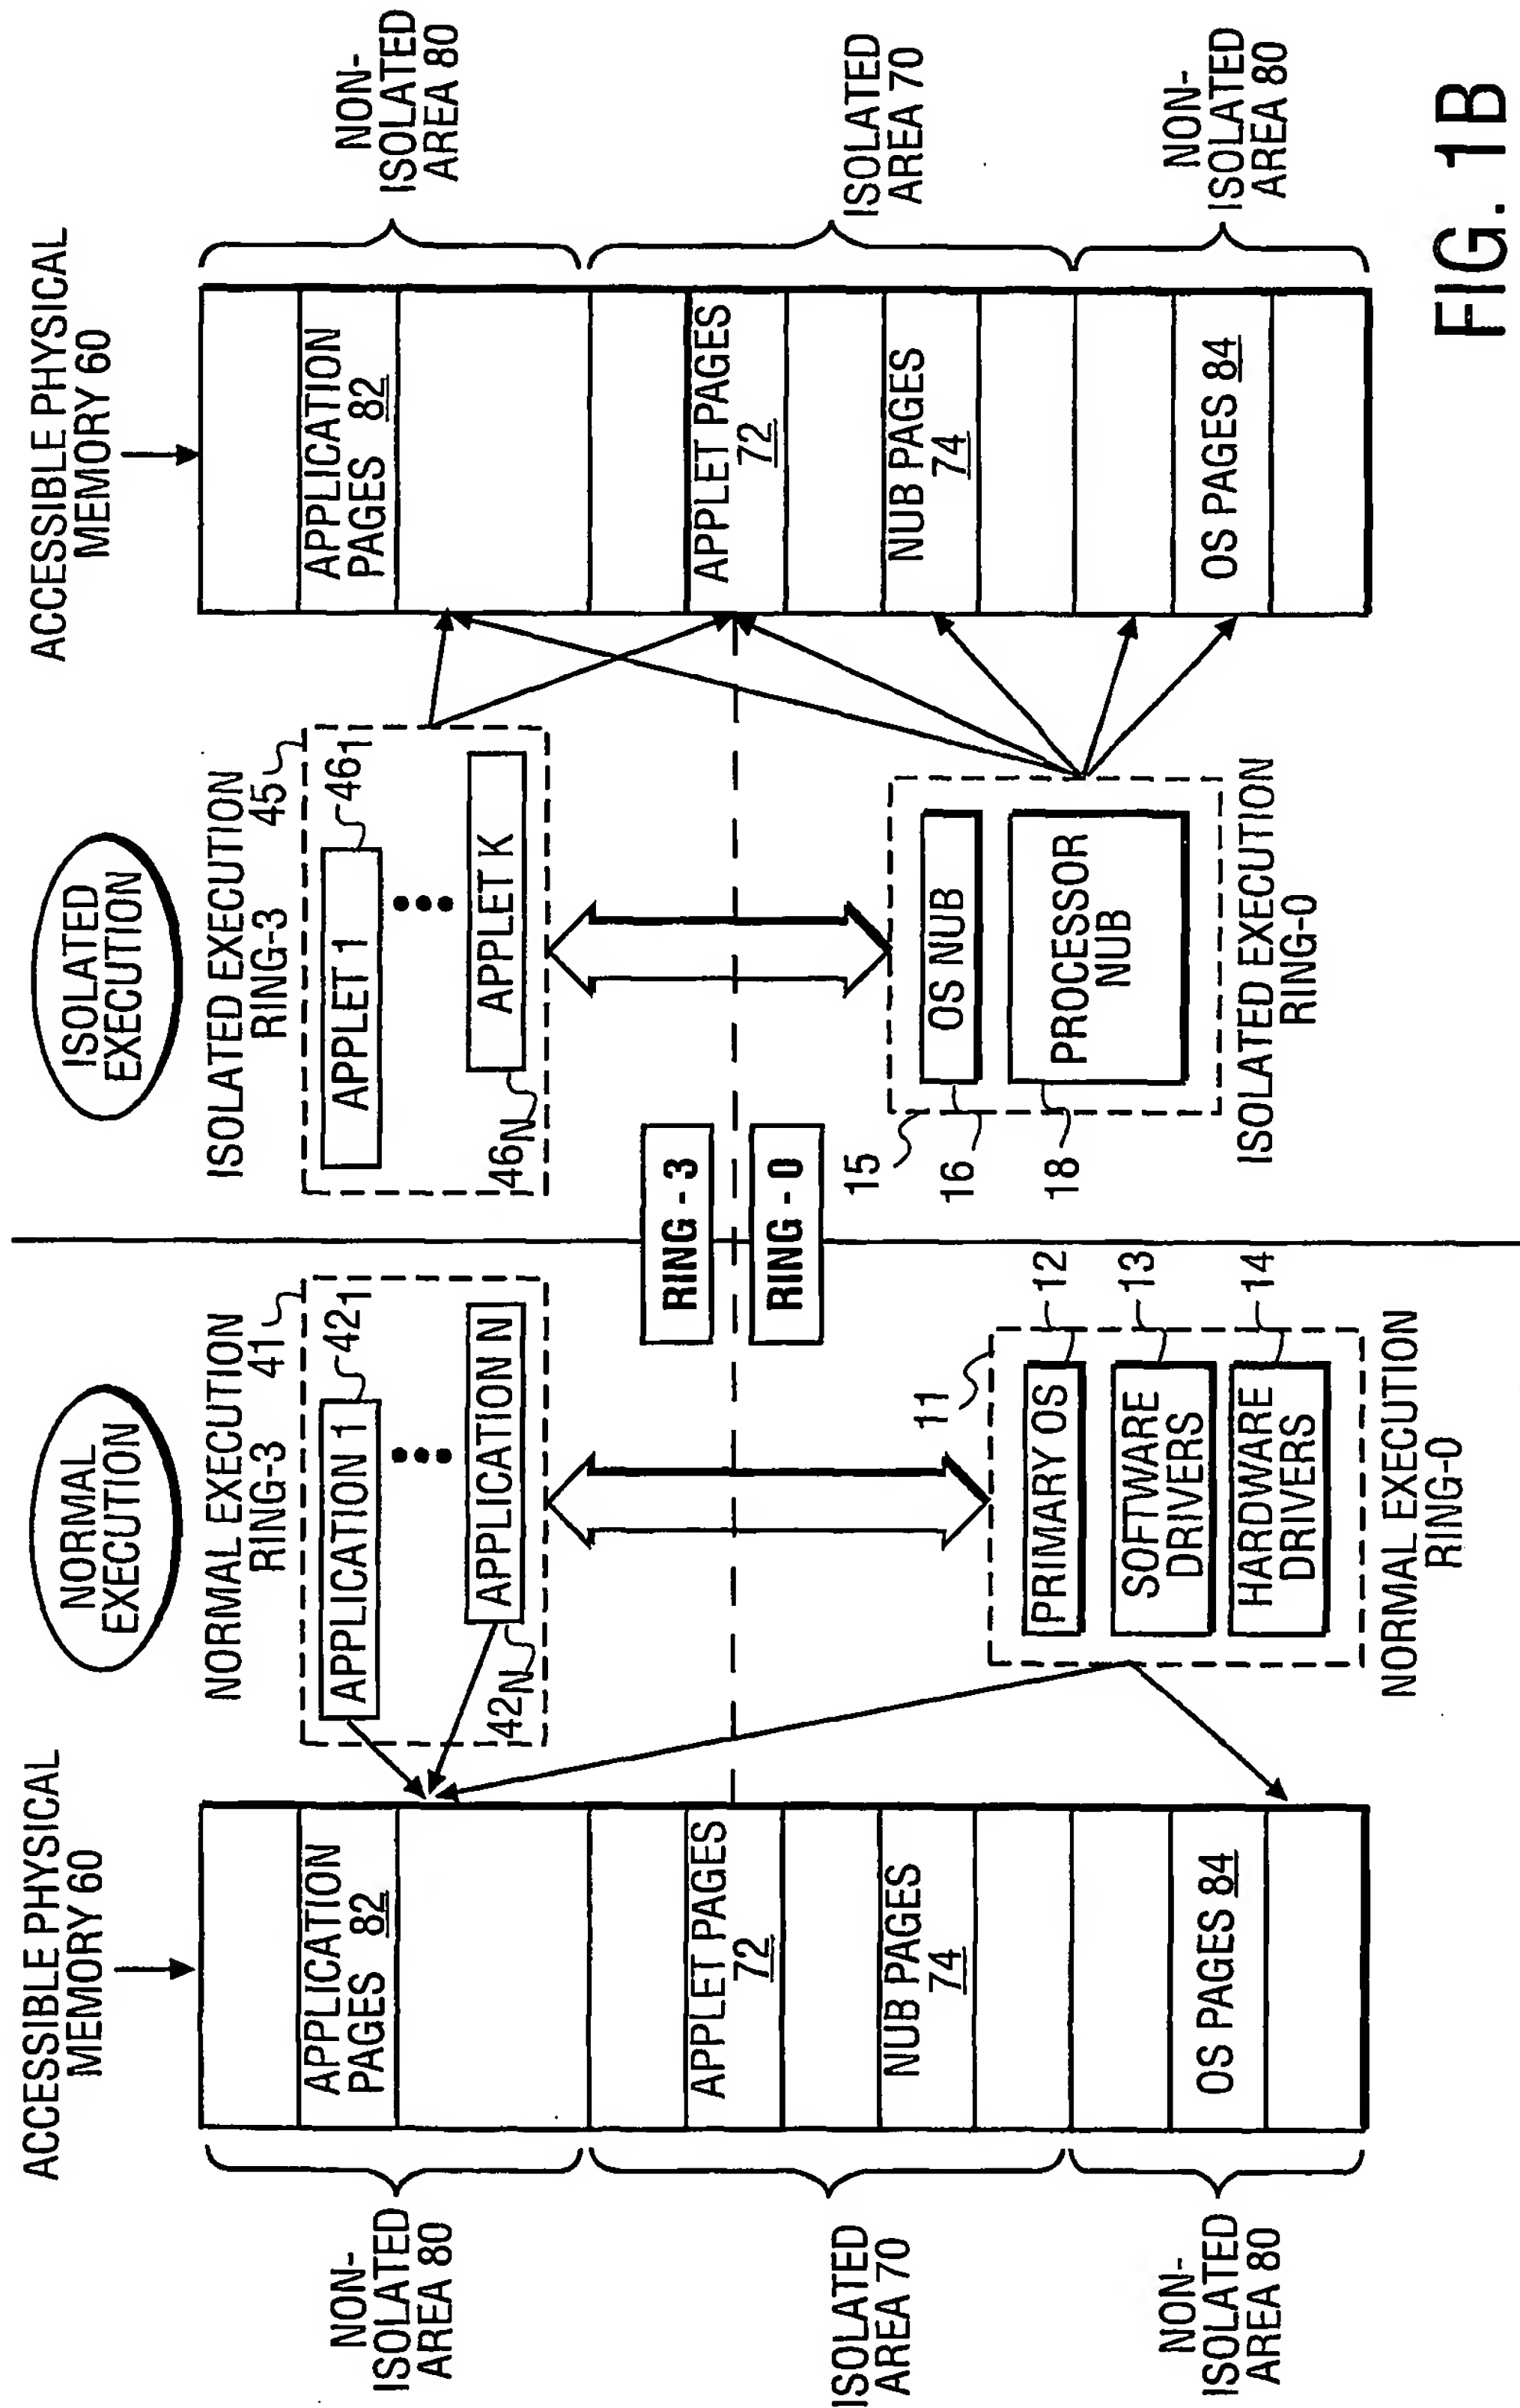 ACCESSIBLE PHYSICAL
MEMORY 60
NON-
ISOLATED
AREA 80
ISOLATED
AREA 70
NON-
ISOLATED
AREA 80
APPLICATION
PAGES 82
APPLET PAGES
72
NUB PAGES
74
OS PAGES 84
NORMAL
EXECUTION
NORMAL EXECUTION
RING-3
41
APPLICATION 1
42₁
APPLICATION N
42N
11
PRIMARY OS
12
SOFTWARE
DRIVERS
13
HARDWARE
DRIVERS
14
NORMAL EXECUTION
RING-0
RING - 3
RING - 0
ISOLATED
EXECUTION
ISOLATED EXECUTION
RING-3
45
APPLET 1
46₁
APPLET K
46N
15
OS NUB
16
PROCESSOR
NUB
18
ISOLATED EXECUTION
RING-0
ACCESSIBLE PHYSICAL
MEMORY 60
APPLICATION
PAGES 82
APPLET PAGES
72
NUB PAGES
74
OS PAGES 84
NON-
ISOLATED
AREA 80
ISOLATED
AREA 70
NON-
ISOLATED
AREA 80
FIG. 1B